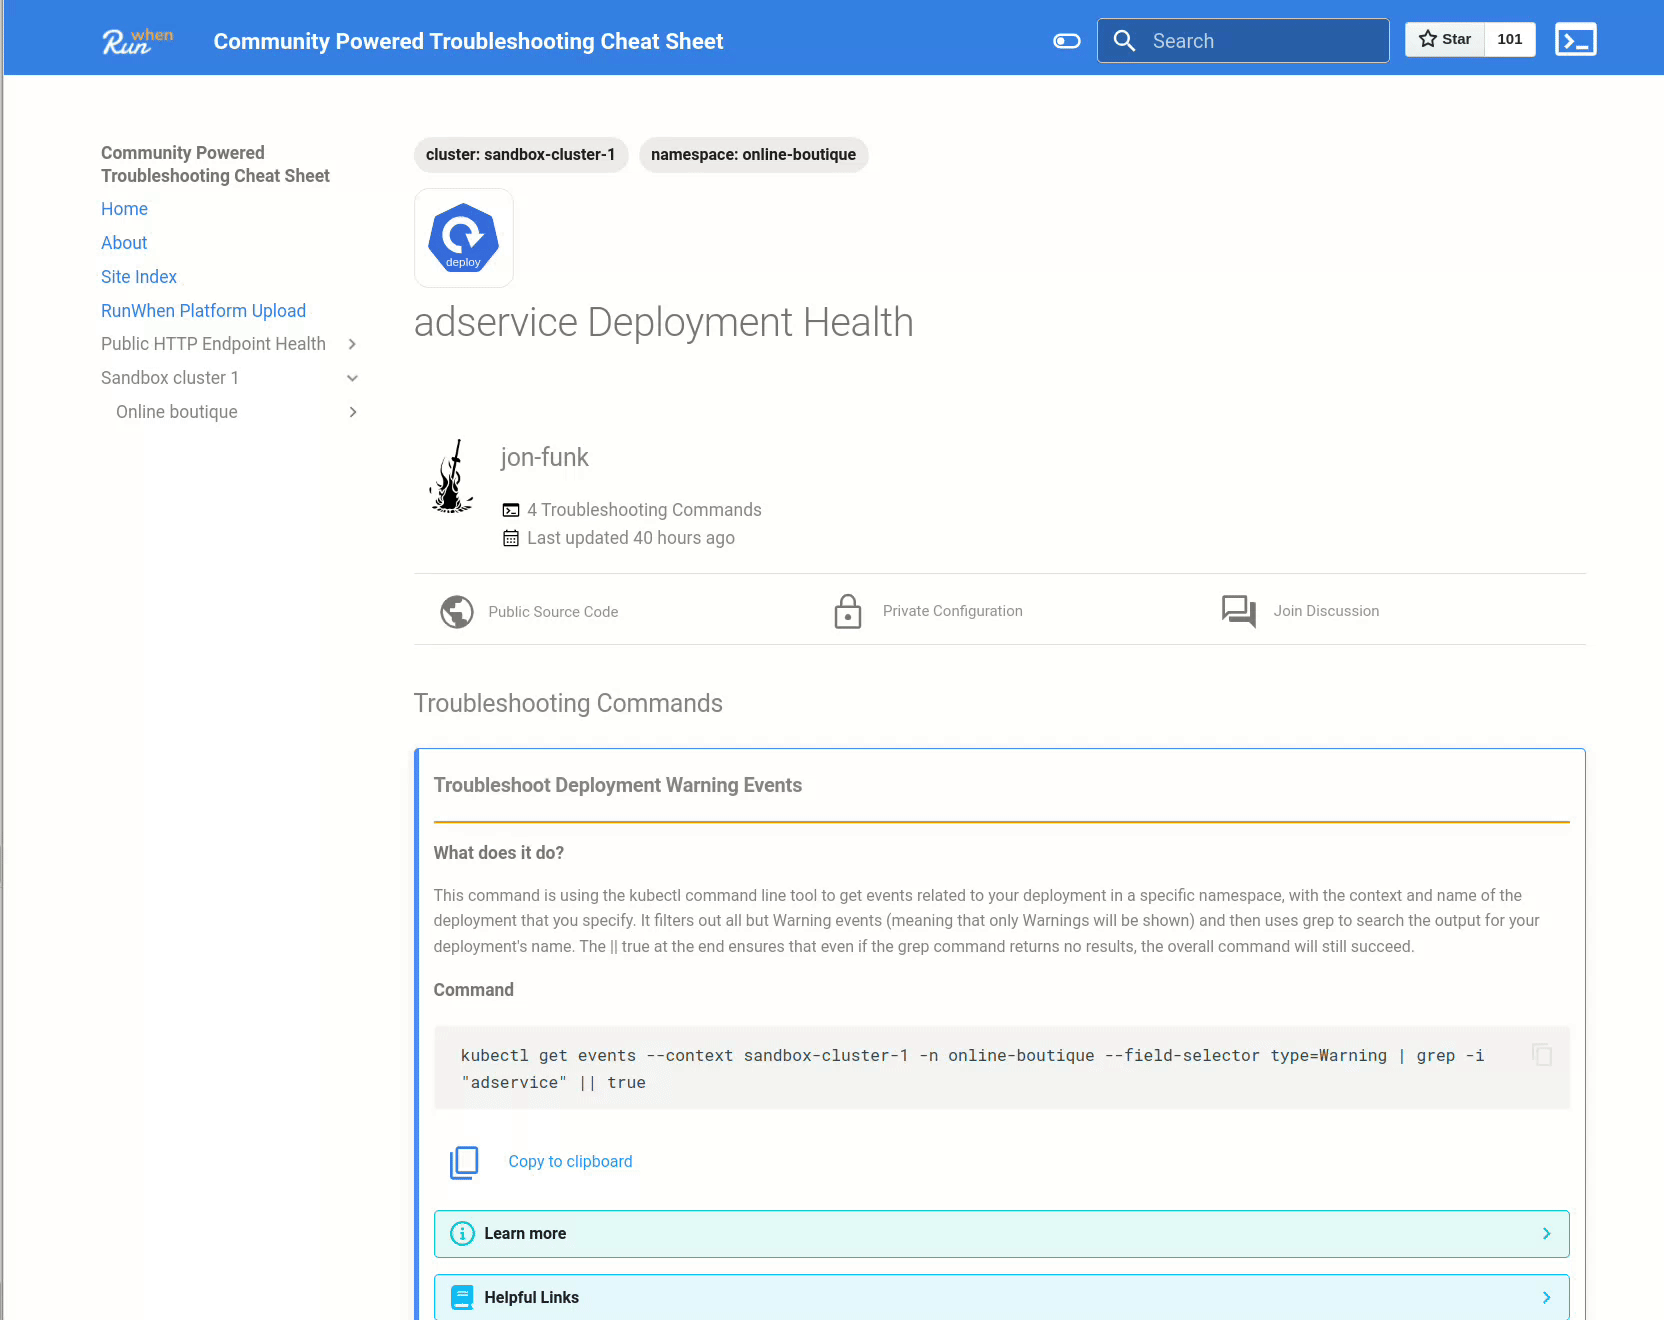 Run when
Community Powered Troubleshooting Cheat Sheet
Search
Star
101
Community Powered
Troubleshooting Cheat Sheet
Home
About
Site Index
RunWhen Platform Upload
Public HTTP Endpoint Health
Sandbox cluster 1
Online boutique
cluster: sandbox-cluster-1
namespace: online-boutique
deploy
adservice Deployment Health
jon-funk
4 Troubleshooting Commands
Last updated 40 hours ago
Public Source Code
Private Configuration
Join Discussion
Troubleshooting Commands
Troubleshoot Deployment Warning Events
What does it do?
This command is using the kubectl command line tool to get events related to your deployment in a specific namespace, with the context and name of the
deployment that you specify. It filters out all but Warning events (meaning that only Warnings will be shown) and then uses grep to search the output for your
deployment's name. The || true at the end ensures that even if the grep command returns no results, the overall command will still succeed.
Command
kubectl get events --context sandbox-cluster-1 -n online-boutique --field-selector type=Warning | grep -i
"adservice" || true
Copy to clipboard
Learn more
Helpful Links